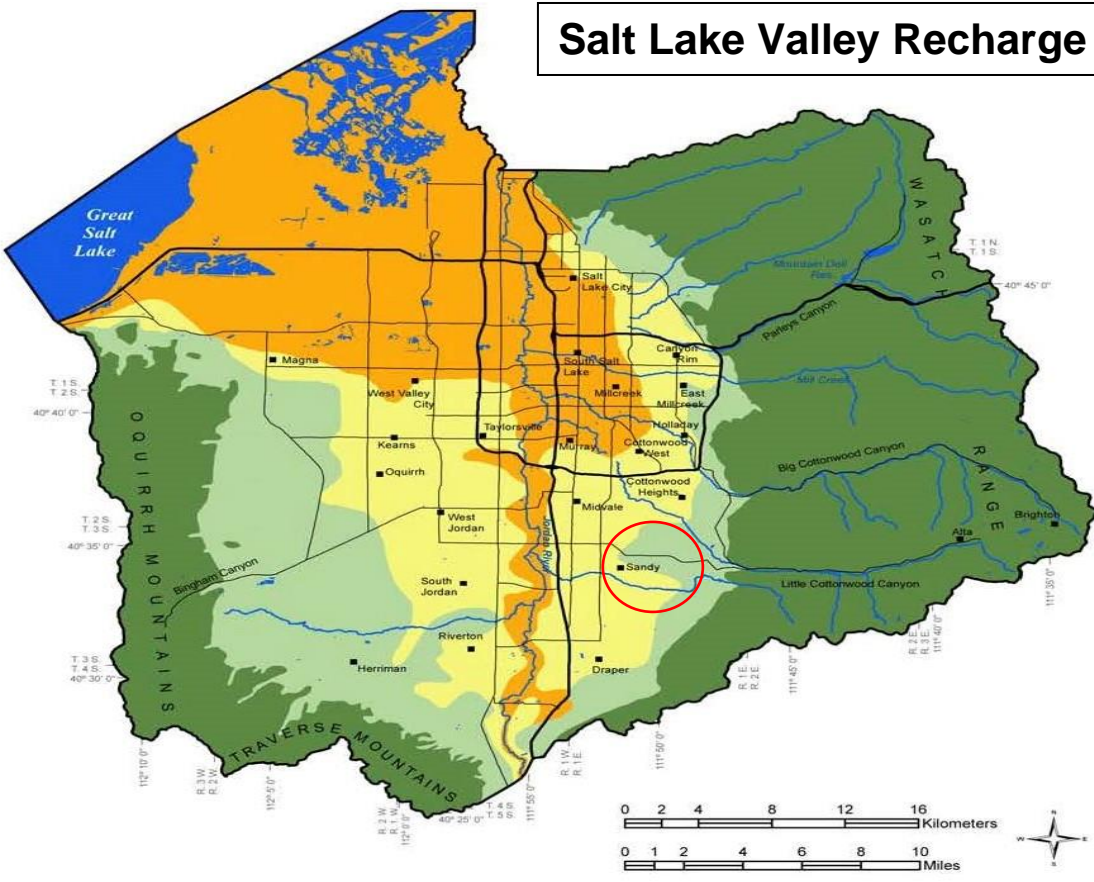 Salt Lake Valley Recharge
Great
Salt
Lake
WASATCH
T. 1 N.
T. 1 S.
Mountain Dell
Res.
40° 45' 0"
Salt
Lake City
Parleys Canyon
Magna
South Salt
Lake
Canyon
Rim
Mill Creek
T. 1 S.
T. 2 S.
West Valley
City
Millcreek
East
Millcreek
40° 40' 0"
Taylorsville
Holladay
Kearns
Murray
Cottonwood
West
Big Cottonwood Canyon
OQUIRRH MOUNTAINS
Oquirrh
Cottonwood
Heights
RANGE
Midvale
West
Jordan
Jordan River
Brighton
Alta
T. 2 S.
T. 3 S.
40° 35' 0"
Bingham Canyon
Sandy
South
Jordan
Little Cottonwood Canyon
111° 35' 0"
Riverton
R. 2 E.
R. 3 E.
111° 40' 0"
T. 3 S.
T. 4 S.
40° 30' 0"
Herriman
Draper
R. 1 E.
R. 2 E.
111° 45' 0"
TRAVERSE MOUNTAINS
112° 10' 0"
R. 3 W.
R. 2 W.
112° 5' 0"
R. 1 W.
R. 1 E.
111° 50' 0"
R. 2 W.
R. 1 W.
112° 0' 0"
40° 25' 0"
T. 4 S.
T. 5 S.
111° 55' 0"
0 2 4 8 12 16
Kilometers
0 1 2 4 6 8 10
Miles
N
W E
S